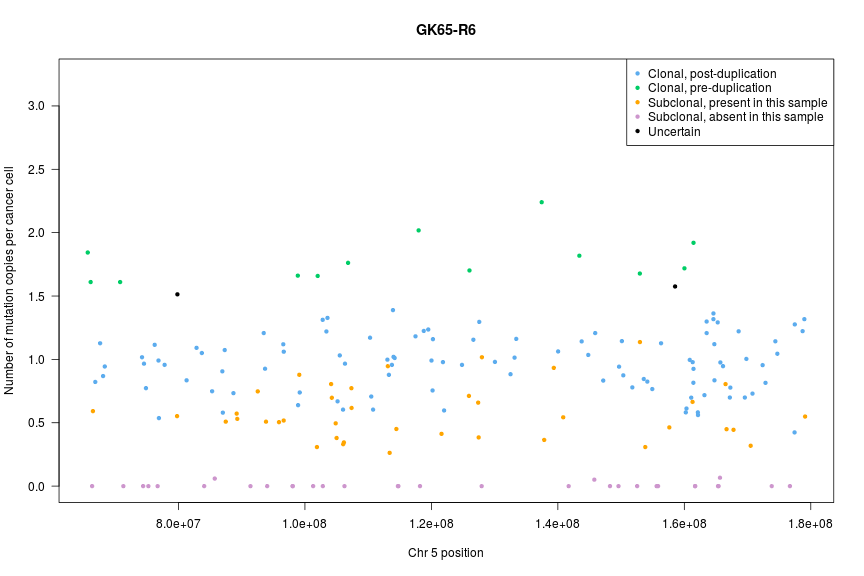 GK65-R6
Clonal, post-duplication
Clonal, pre-duplication
Subclonal, present in this sample
Subclonal, absent in this sample
Uncertain
Number of mutation copies per cancer cell
3.0
2.5
2.0
1.5
1.0
0.5
0.0
8.0e+07 1.0e+08 1.2e+08 1.4e+08 1.6e+08 1.8e+08
Chr 5 position